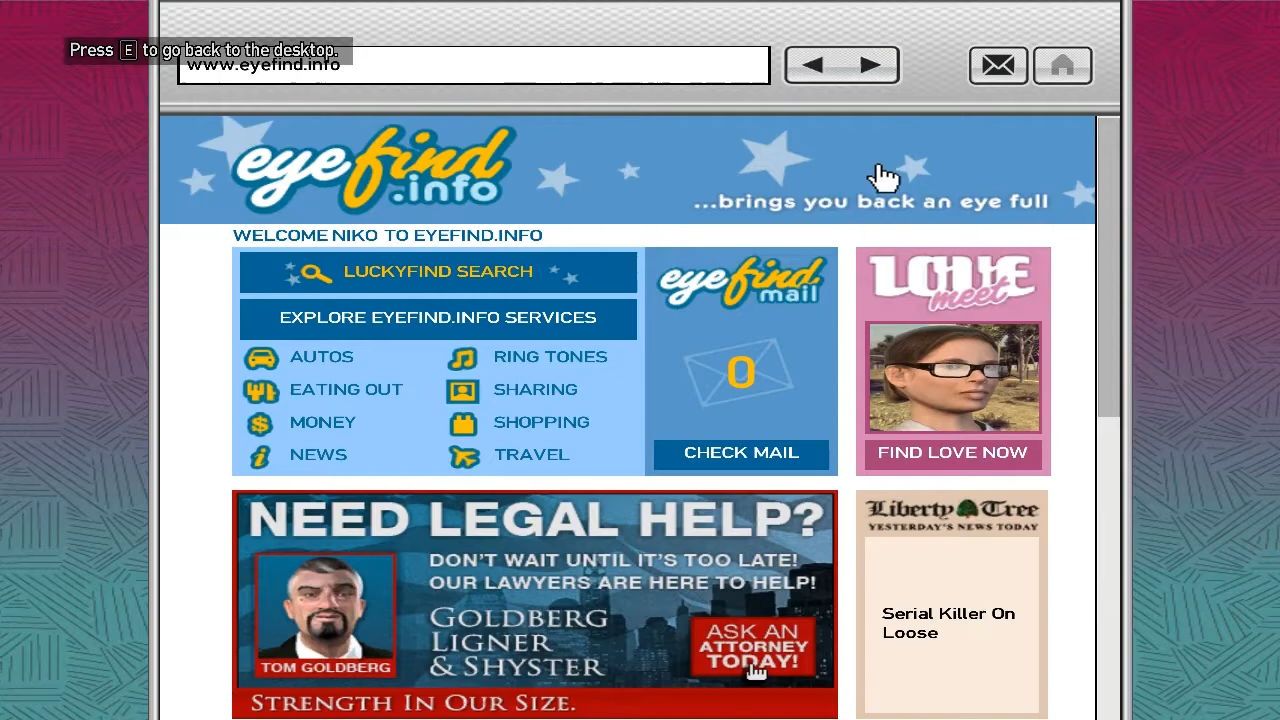 Press E to go back to the desktop.
www.eyefind.info
eyefind
.info
...brings you back an eye full
WELCOME NIKO TO EYEFIND.INFO
LUCKYFIND SEARCH
EXPLORE EYEFIND.INFO SERVICES
AUTOS
RING TONES
EATING OUT
SHARING
MONEY
SHOPPING
NEWS
TRAVEL
eyefind
mail
0
CHECK MAIL
LOVE
meet
FIND LOVE NOW
NEED LEGAL HELP?
DON'T WAIT UNTIL IT'S TOO LATE!
OUR LAWYERS ARE HERE TO HELP!
GOLDBERG
LIGNER
& SHYSTER
TOM GOLDBERG
ASK AN
ATTORNEY
TODAY!
STRENGTH IN OUR SIZE.
Liberty Tree
YESTERDAY'S NEWS TODAY
Serial Killer On
Loose